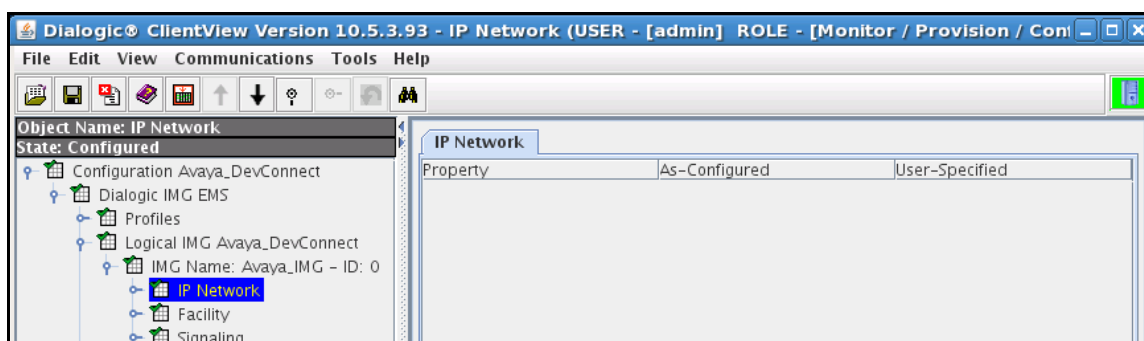 Dialogic® ClientView Version 10.5.3.93 - IP Network (USER - [admin] ROLE - [Monitor / Provision / Con
File Edit View Communications Tools Help
Object Name: IP Network
State: Configured
Configuration Avaya_DevConnect
Dialogic IMG EMS
Profiles
Logical IMG Avaya_DevConnect
IMG Name: Avaya_IMG - ID: 0
IP Network
Facility
Signaling
IP Network
Property As-Configured User-Specified